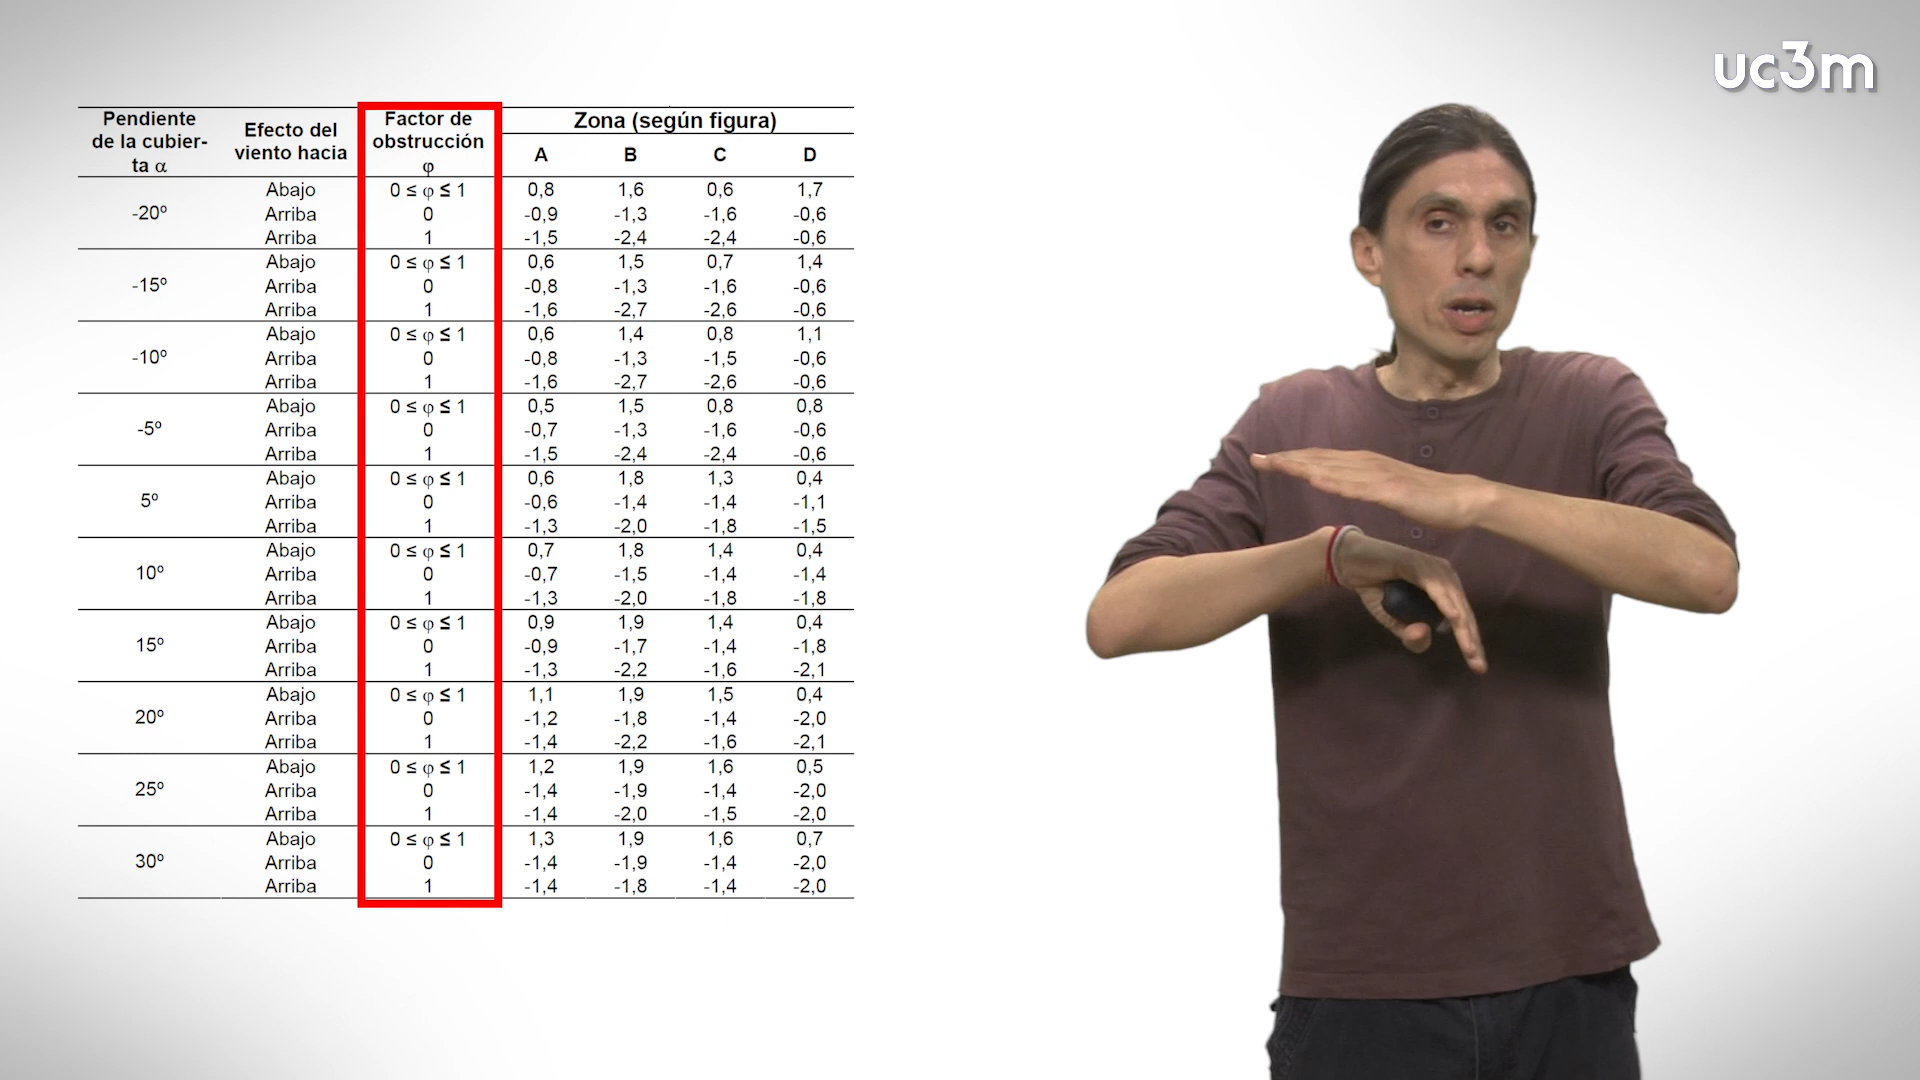 uc3m
Pendiente
de la cubier-
ta α
Efecto del
viento hacia
Factor de
obstrucción
φ
Zona (según figura)
A B C D
-20º
Abajo 0 ≤ φ ≤ 1 0,8 1,6 0,6 1,7
Arriba 0 -0,9 -1,3 -1,6 -0,6
Arriba 1 -1,5 -2,4 -2,4 -0,6
-15º
Abajo 0 ≤ φ ≤ 1 0,6 1,5 0,7 1,4
Arriba 0 -0,8 -1,3 -1,6 -0,6
Arriba 1 -1,6 -2,7 -2,6 -0,6
-10º
Abajo 0 ≤ φ ≤ 1 0,6 1,4 0,8 1,1
Arriba 0 -0,8 -1,3 -1,5 -0,6
Arriba 1 -1,6 -2,7 -2,6 -0,6
-5º
Abajo 0 ≤ φ ≤ 1 0,5 1,5 0,8 0,8
Arriba 0 -0,7 -1,3 -1,6 -0,6
Arriba 1 -1,5 -2,4 -2,4 -0,6
5º
Abajo 0 ≤ φ ≤ 1 0,6 1,8 1,3 0,4
Arriba 0 -0,6 -1,4 -1,4 -1,1
Arriba 1 -1,3 -2,0 -1,8 -1,5
10º
Abajo 0 ≤ φ ≤ 1 0,7 1,8 1,4 0,4
Arriba 0 -0,7 -1,5 -1,4 -1,4
Arriba 1 -1,3 -2,0 -1,8 -1,8
15º
Abajo 0 ≤ φ ≤ 1 0,9 1,9 1,4 0,4
Arriba 0 -0,9 -1,7 -1,4 -1,8
Arriba 1 -1,3 -2,2 -1,6 -2,1
20º
Abajo 0 ≤ φ ≤ 1 1,1 1,9 1,5 0,4
Arriba 0 -1,2 -1,8 -1,4 -2,0
Arriba 1 -1,4 -2,2 -1,6 -2,1
25º
Abajo 0 ≤ φ ≤ 1 1,2 1,9 1,6 0,5
Arriba 0 -1,4 -1,9 -1,4 -2,0
Arriba 1 -1,4 -2,0 -1,5 -2,0
30º
Abajo 0 ≤ φ ≤ 1 1,3 1,9 1,6 0,7
Arriba 0 -1,4 -1,9 -1,4 -2,0
Arriba 1 -1,4 -1,8 -1,4 -2,0